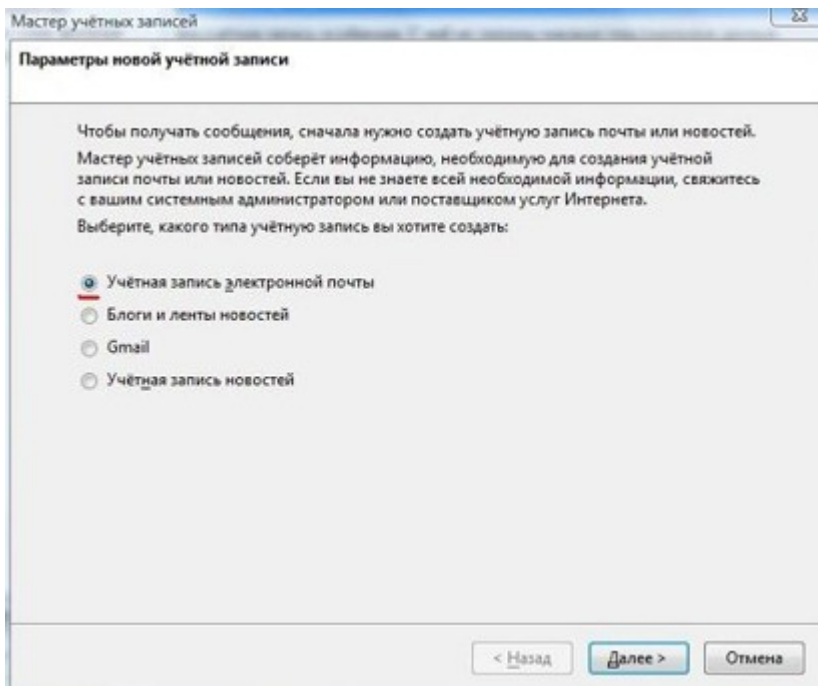 Мастер учётных записей
Параметры новой учётной записи
Чтобы получать сообщения, сначала нужно создать учётную запись почты или новостей.
Мастер учётных записей соберёт информацию, необходимую для создания учётной
записи почты или новостей. Если вы не знаете всей необходимой информации, свяжитесь
с вашим системным администратором или поставщиком услуг Интернета.
Выберите, какого типа учётную запись вы хотите создать:
Учётная запись электронной почты
Блоги и ленты новостей
Gmail
Учётная запись новостей
< Назад Далее > Отмена